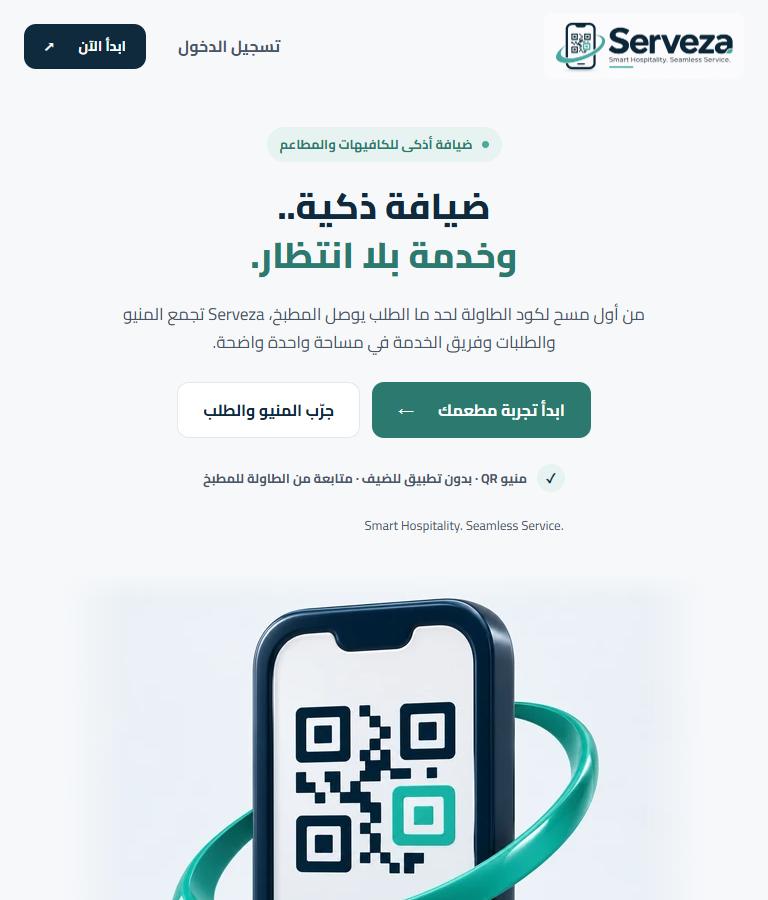 Serveza
Smart Hospitality. Seamless Service.
تسجيل الدخول
ابدأ الآن ↗
ضيافة أذكى للكافيهات والمطاعم
ضيافة ذكية..
وخدمة بلا انتظار.
من أول مسح لكود الطاولة لحد ما الطلب يوصل المطبخ، Serveza تجمع المنيو
والطلبات وفريق الخدمة في مساحة واحدة واضحة.
ابدأ تجربة مطعمك ←
جرّب المنيو والطلب
✓ منيو QR · بدون تطبيق للضيف · متابعة من الطاولة للمطبخ
Smart Hospitality. Seamless Service.